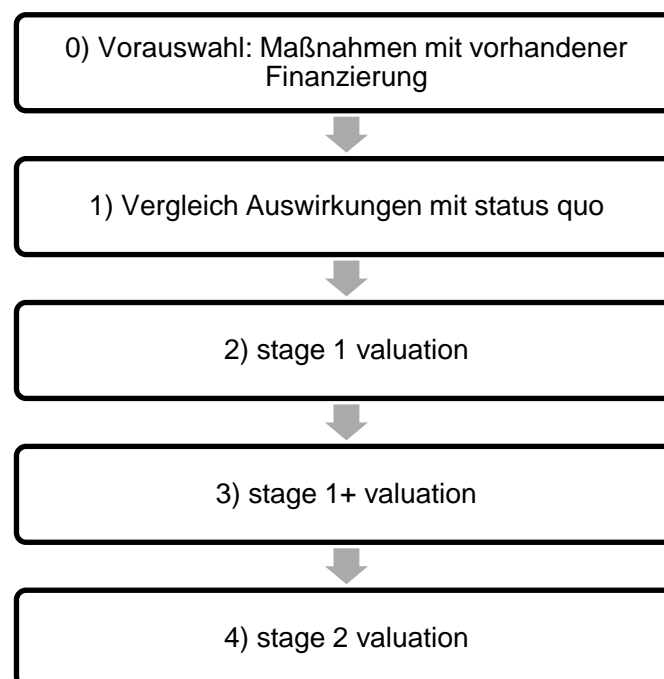 0) Vorauswahl: Maßnahmen mit vorhandener
Finanzierung
1) Vergleich Auswirkungen mit status quo
2) stage 1 valuation
3) stage 1+ valuation
4) stage 2 valuation